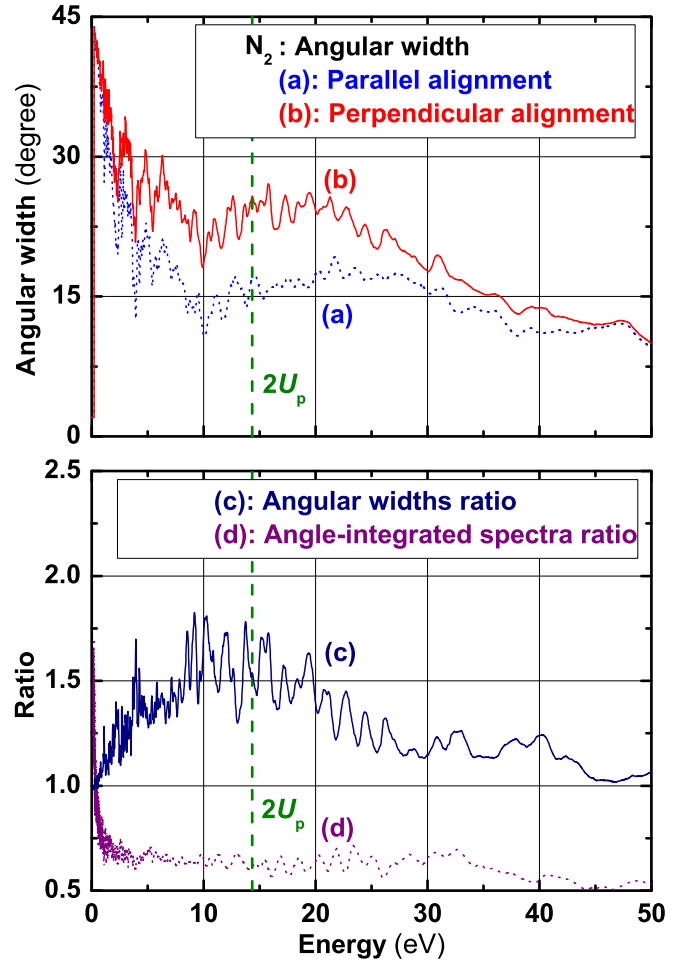 45
30
15
0
Angular width (degree)
N2 : Angular width
(a): Parallel alignment
(b): Perpendicular alignment
(b)
(a)
2Up
2.5
2.0
1.5
1.0
0.5
Ratio
(c): Angular widths ratio
(d): Angle-integrated spectra ratio
(c)
2Up
(d)
0 10 20 30 40 50
Energy (eV)